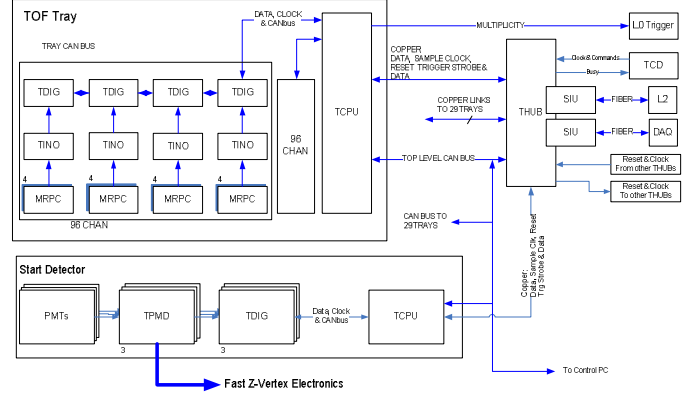 TOF Tray
DATA, CLOCK
& CANbus
MULTIPLICITY
L0 Trigger
TRAY CAN BUS
COPPER
DATA, SAMPLE CLOCK,
RESET TRIGGER STROBE &
DATA
Clock & Commands
Busy
TCD
TDIG
TDIG
TDIG
TDIG
TCPU
THUB
SIU
FIBER
L2
COPPER LINKS
TO 29 TRAYS
SIU
FIBER
DAQ
TINO
TINO
TINO
TINO
96
CHAN
TOP LEVEL CAN BUS
Reset & Clock
From other THUBs
4
4
4
4
MRPC
MRPC
MRPC
MRPC
Reset & Clock
To other THUBs
96 CHAN
CAN BUS TO
29 TRAYS
Copper:
Data, Sample Clk, Reset
Trg Strobe & Data
Start Detector
PMTs
TPMD
TDIG
Data, Clock
& CANbus
TCPU
3
3
To Control PC
Fast Z-Vertex Electronics